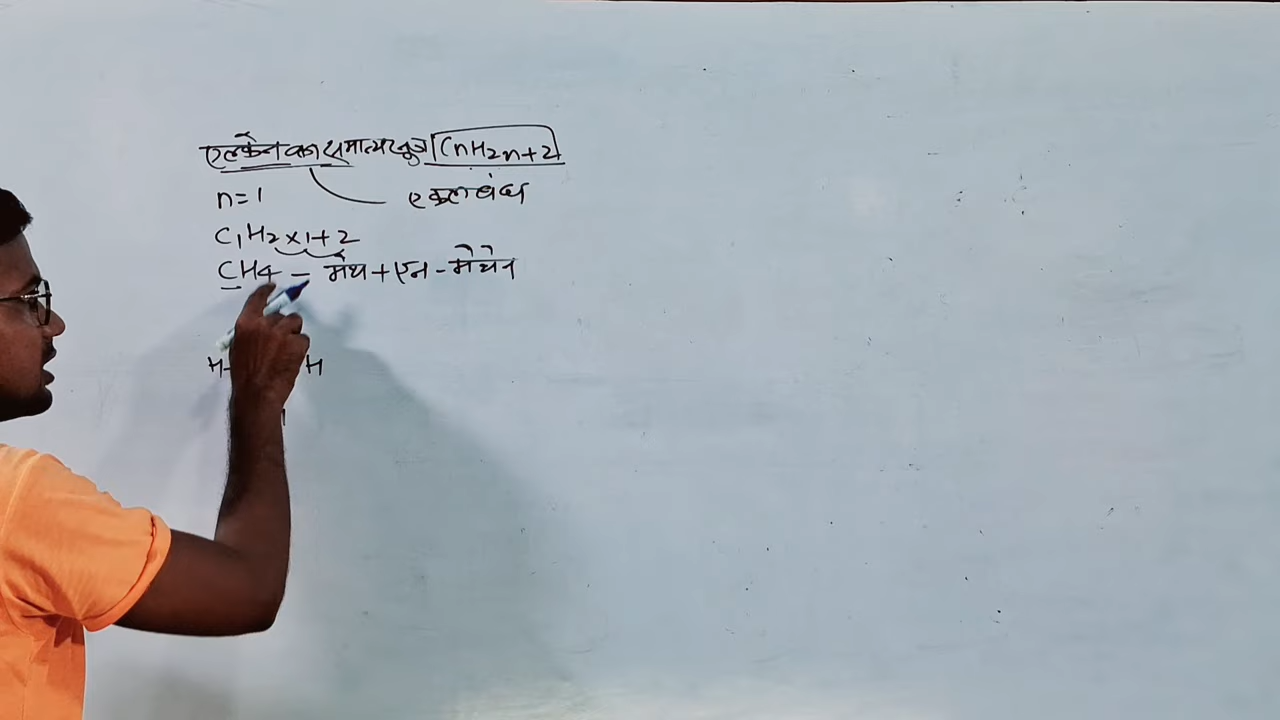 एल्केन का सामान्य सूत्र CnH2n+2
n=1 एकल बंध
C1H2×1+2
CH4 – मेथ + एन - मेथेन
H- H